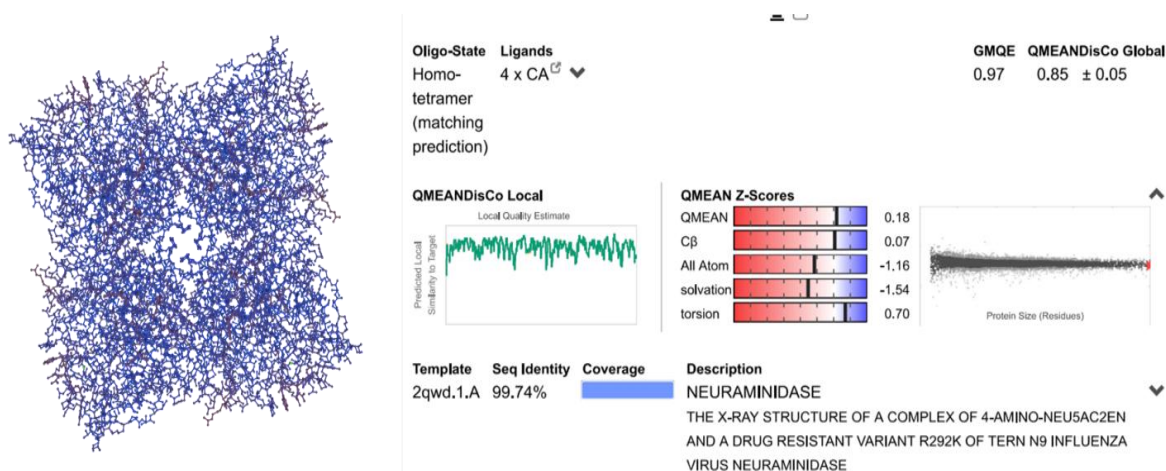 Oligo-State Ligands GMQE QMEANDisCo Global
Homo- 4 x CA 0.97 0.85 ± 0.05
tetramer
(matching
prediction)
QMEANDisCo Local
Local Quality Estimate
Predicted Local
Similarity to Target
QMEAN Z-Scores
QMEAN 0.18
Cβ 0.07
All Atom -1.16
solvation -1.54
torsion 0.70
Protein Size (Residues)
Template Seq Identity Coverage Description
2qwd.1.A 99.74% NEURAMINIDASE
THE X-RAY STRUCTURE OF A COMPLEX OF 4-AMINO-NEU5AC2EN
AND A DRUG RESISTANT VARIANT R292K OF TERN N9 INFLUENZA
VIRUS NEURAMINIDASE